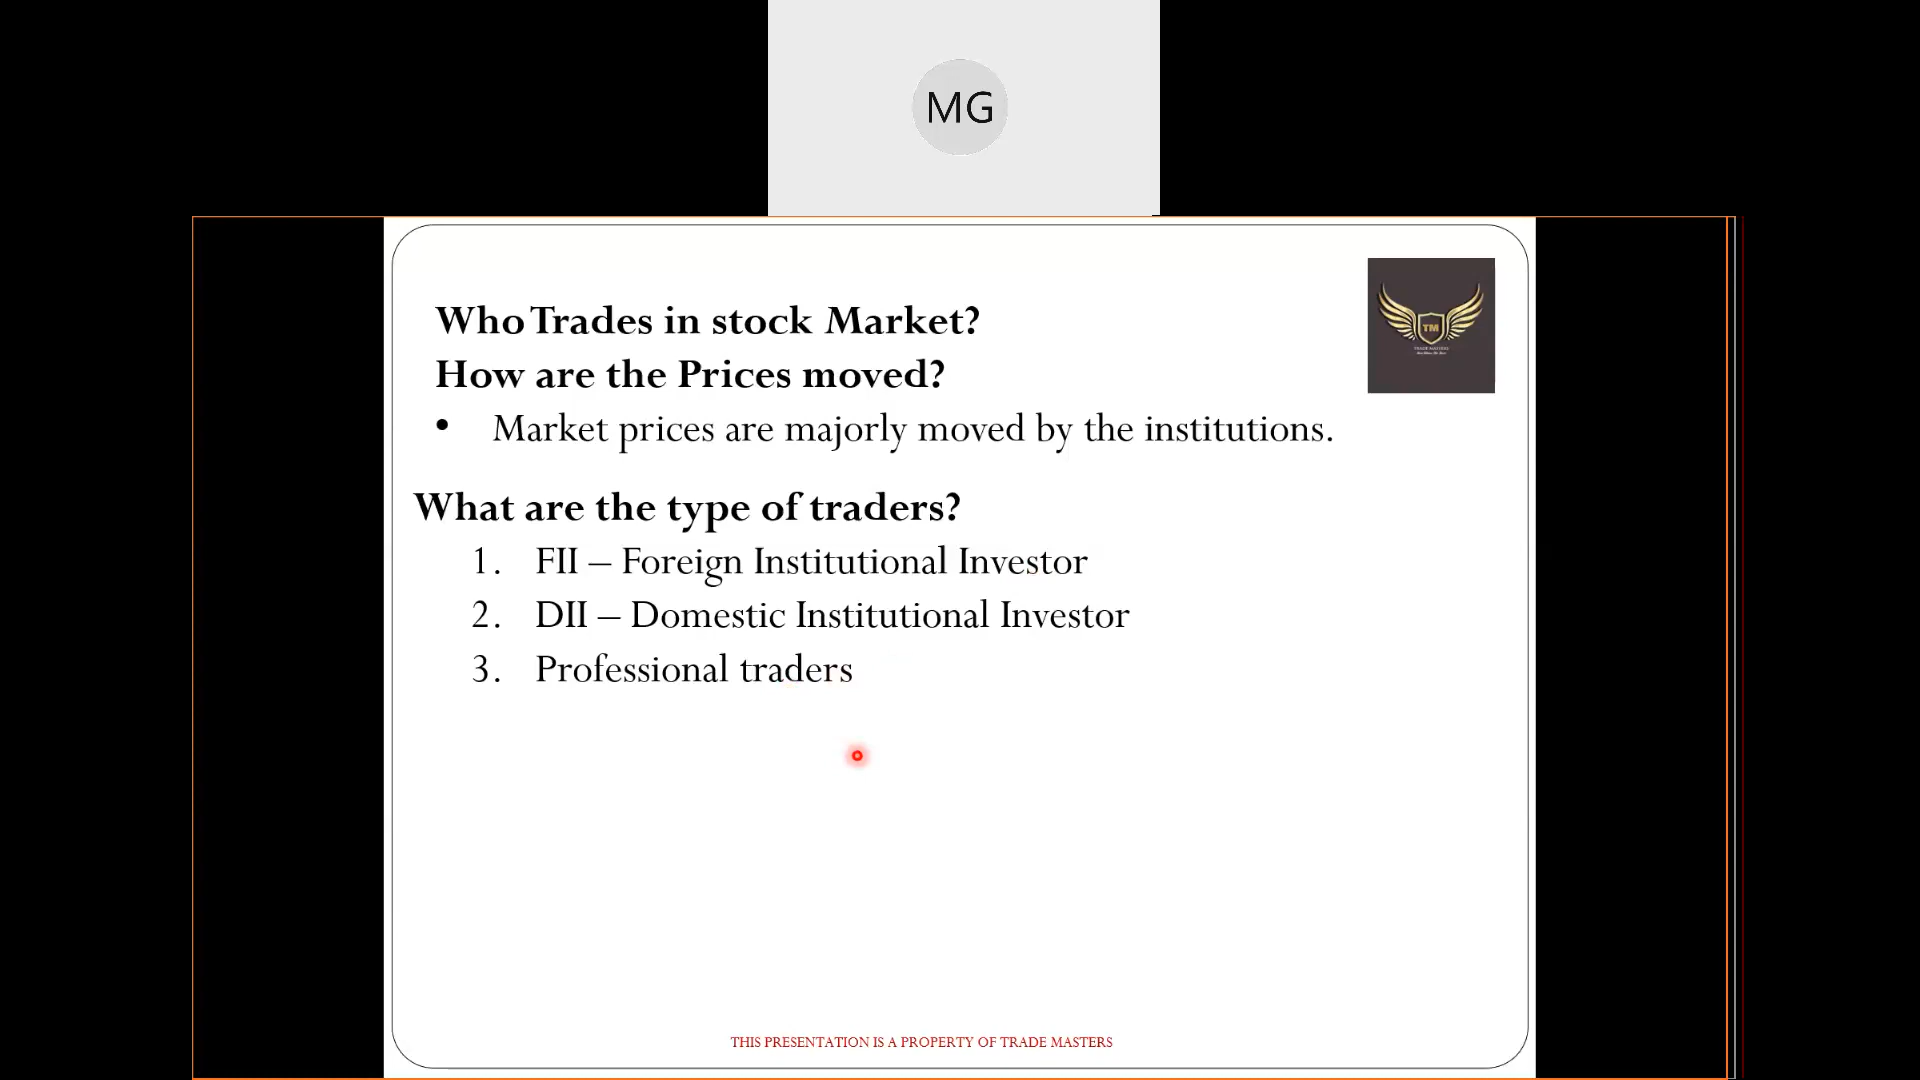 MG
Who Trades in stock Market?
TM
How are the Prices moved?
• Market prices are majorly moved by the institutions.
What are the type of traders?
1. FII – Foreign Institutional Investor
2. DII – Domestic Institutional Investor
3. Professional traders
THIS PRESENTATION IS A PROPERTY OF TRADE MASTERS